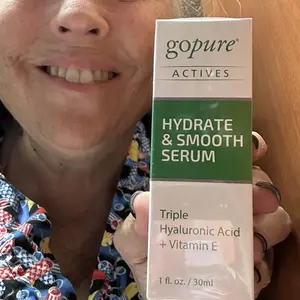 gopure®
ACTIVES
HYDRATE
& SMOOTH
SERUM
Triple
Hyaluronic Acid
+ Vitamin E
1 fl. oz. / 30ml